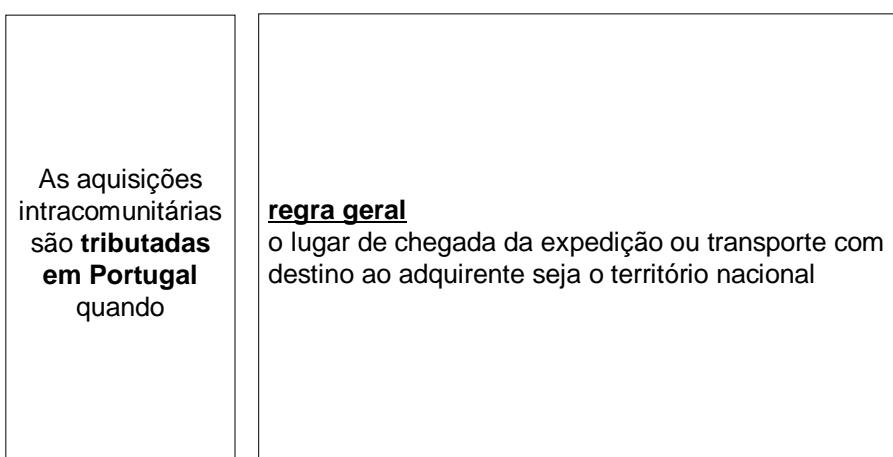 As aquisições
intracomunitárias
são tributadas
em Portugal
quando
regra geral
o lugar de chegada da expedição ou transporte com
destino ao adquirente seja o território nacional